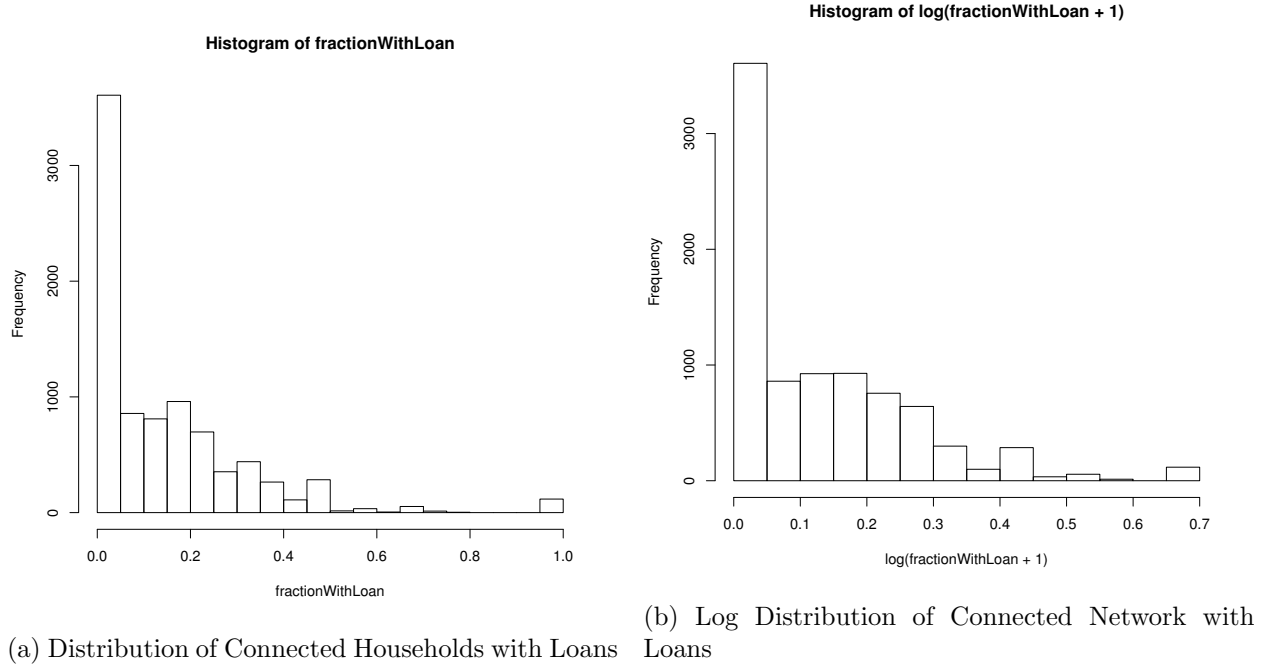 Histogram of fractionWithLoan
Frequency
3000
2000
1000
0
0.0 0.2 0.4 0.6 0.8 1.0
fractionWithLoan
(a) Distribution of Connected Households with Loans
Histogram of log(fractionWithLoan + 1)
Frequency
3000
2000
1000
0
0.0 0.1 0.2 0.3 0.4 0.5 0.6 0.7
log(fractionWithLoan + 1)
(b) Log Distribution of Connected Network with
Loans